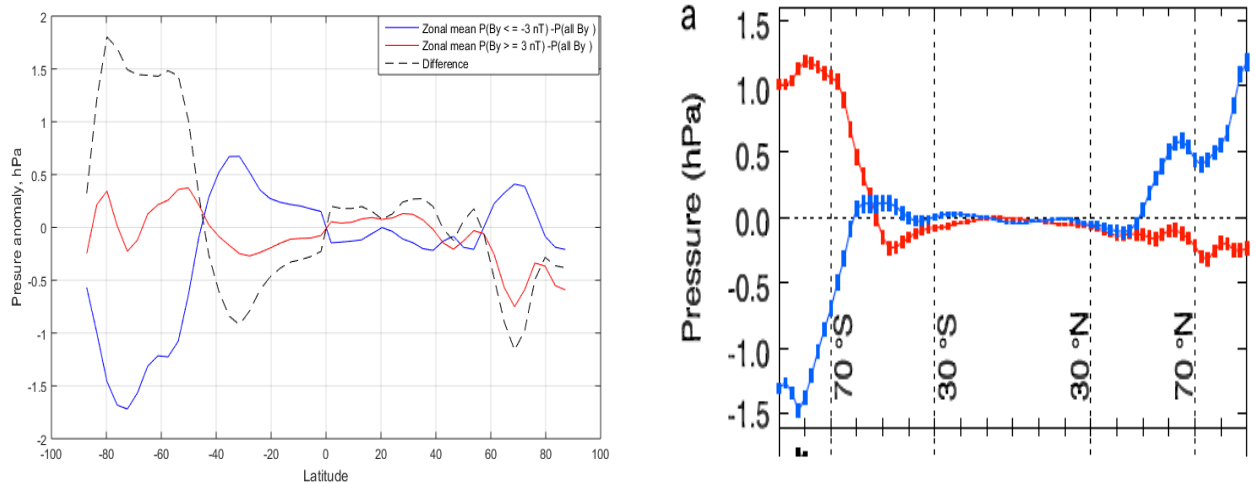 2
1.5
1
0.5
0
-0.5
-1
-1.5
-2
-100
-80
-60
-40
-20
0
20
40
60
80
100
Presure anomaly, hPa
Latitude
Zonal mean P(By < = -3 nT) -P(all By )
Zonal mean P(By > = 3 nT) -P(all By )
Difference
a
1.5
1.0
0.5
0.0
-0.5
-1.0
-1.5
Pressure (hPa)
70 °S
30 °S
30 °N
70 °N